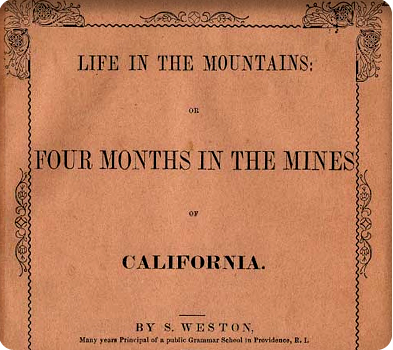 LIFE IN THE MOUNTAINS:
OR
FOUR MONTHS IN THE MINES
OF
CALIFORNIA.
BY S. WESTON,
Many years Principal of a public Grammar School in Providence, R. I.